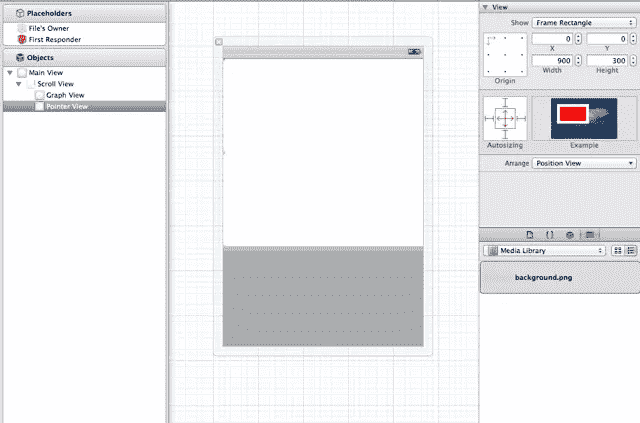 Placeholders
File's Owner
First Responder
Objects
Main View
Scroll View
Graph View
Pointer View
View
Show Frame Rectangle
0 0
X Y
900 300
Origin Width Height
Autosizing Example
Arrange Position View
{ }
Media Library
background.png